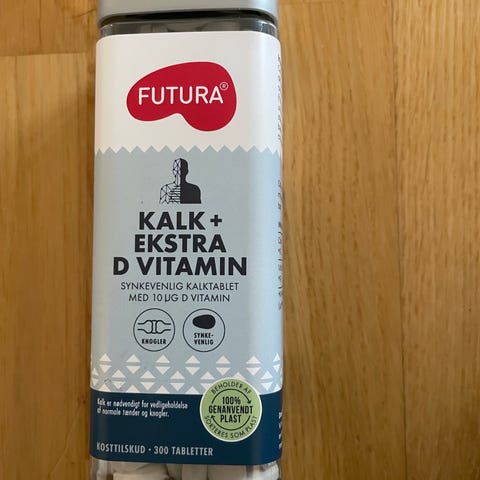 FUTURA®
KALK +
EKSTRA
D VITAMIN
SYNKEVENLIG KALKTABLET
MED 10 µG D VITAMIN
KNOGLER
SYNKE-
VENLIG
Kalk er nødvendigt for vedligeholdelse
af normale tænder og knogler.
BEHOLDER AF
100%
GENANVENDT
PLAST
SORTERES SOM PLAST
KOSTTILSKUD · 300 TABLETTER